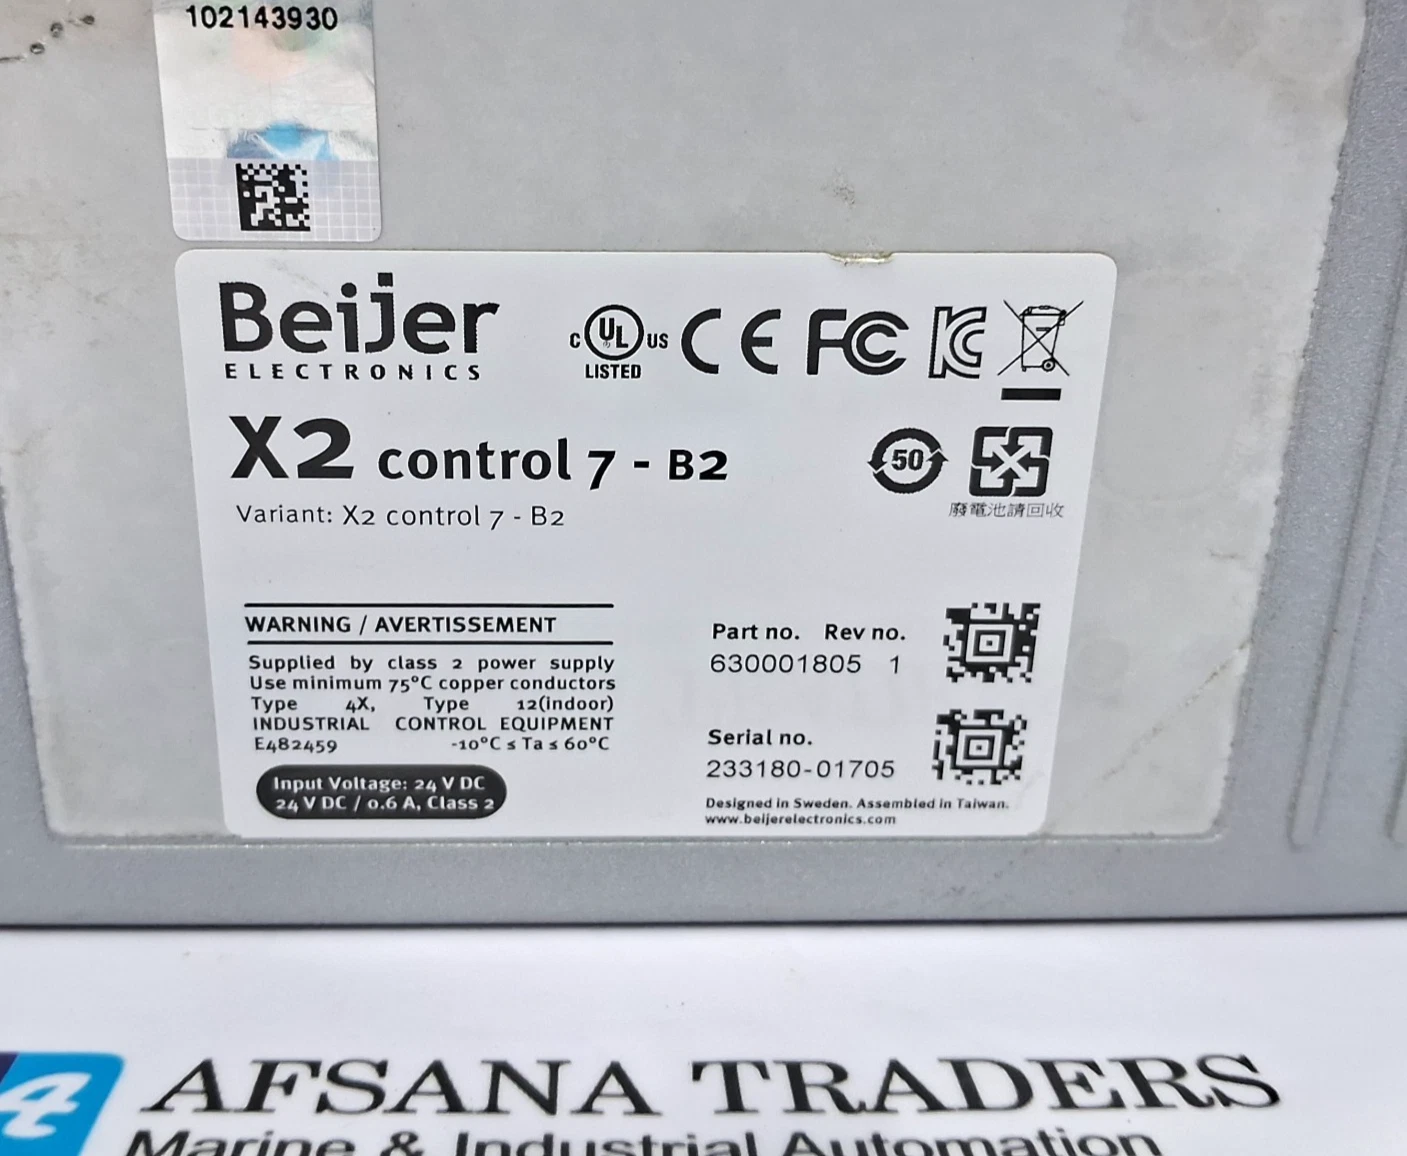 102143930
Beijer
ELECTRONICS
c UL US
LISTED
CE FC KC
X2 control 7 - B2
50
Variant: X2 control 7 - B2
廢電池請回收
WARNING / AVERTISSEMENT
Supplied by class 2 power supply
Use minimum 75°C copper conductors
Type 4X, Type 12(indoor)
INDUSTRIAL CONTROL EQUIPMENT
E482459 -10°C ≤ Ta ≤ 60°C
Input Voltage: 24 V DC
24 V DC / 0.6 A, Class 2
Part no. Rev no.
630001805 1
Serial no.
233180-01705
Designed in Sweden. Assembled in Taiwan.
www.beijerelectronics.com
AFSANA TRADERS
Marine & Industrial Automation